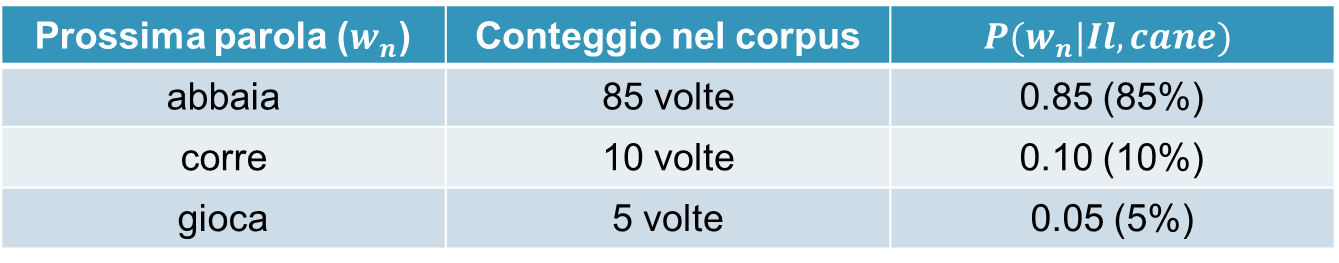 Prossima parola (wₙ) Conteggio nel corpus P(wₙ|Il, cane)
abbaia 85 volte 0.85 (85%)
corre 10 volte 0.10 (10%)
gioca 5 volte 0.05 (5%)